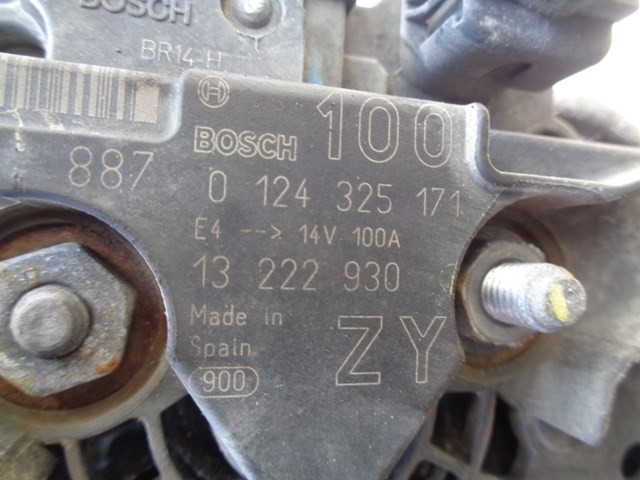 BOSCH
BR14-H
BOSCH 100
887
0 124 325 171
E4 --> 14V 100A
13 222 930
Made in
Spain
ZY
900